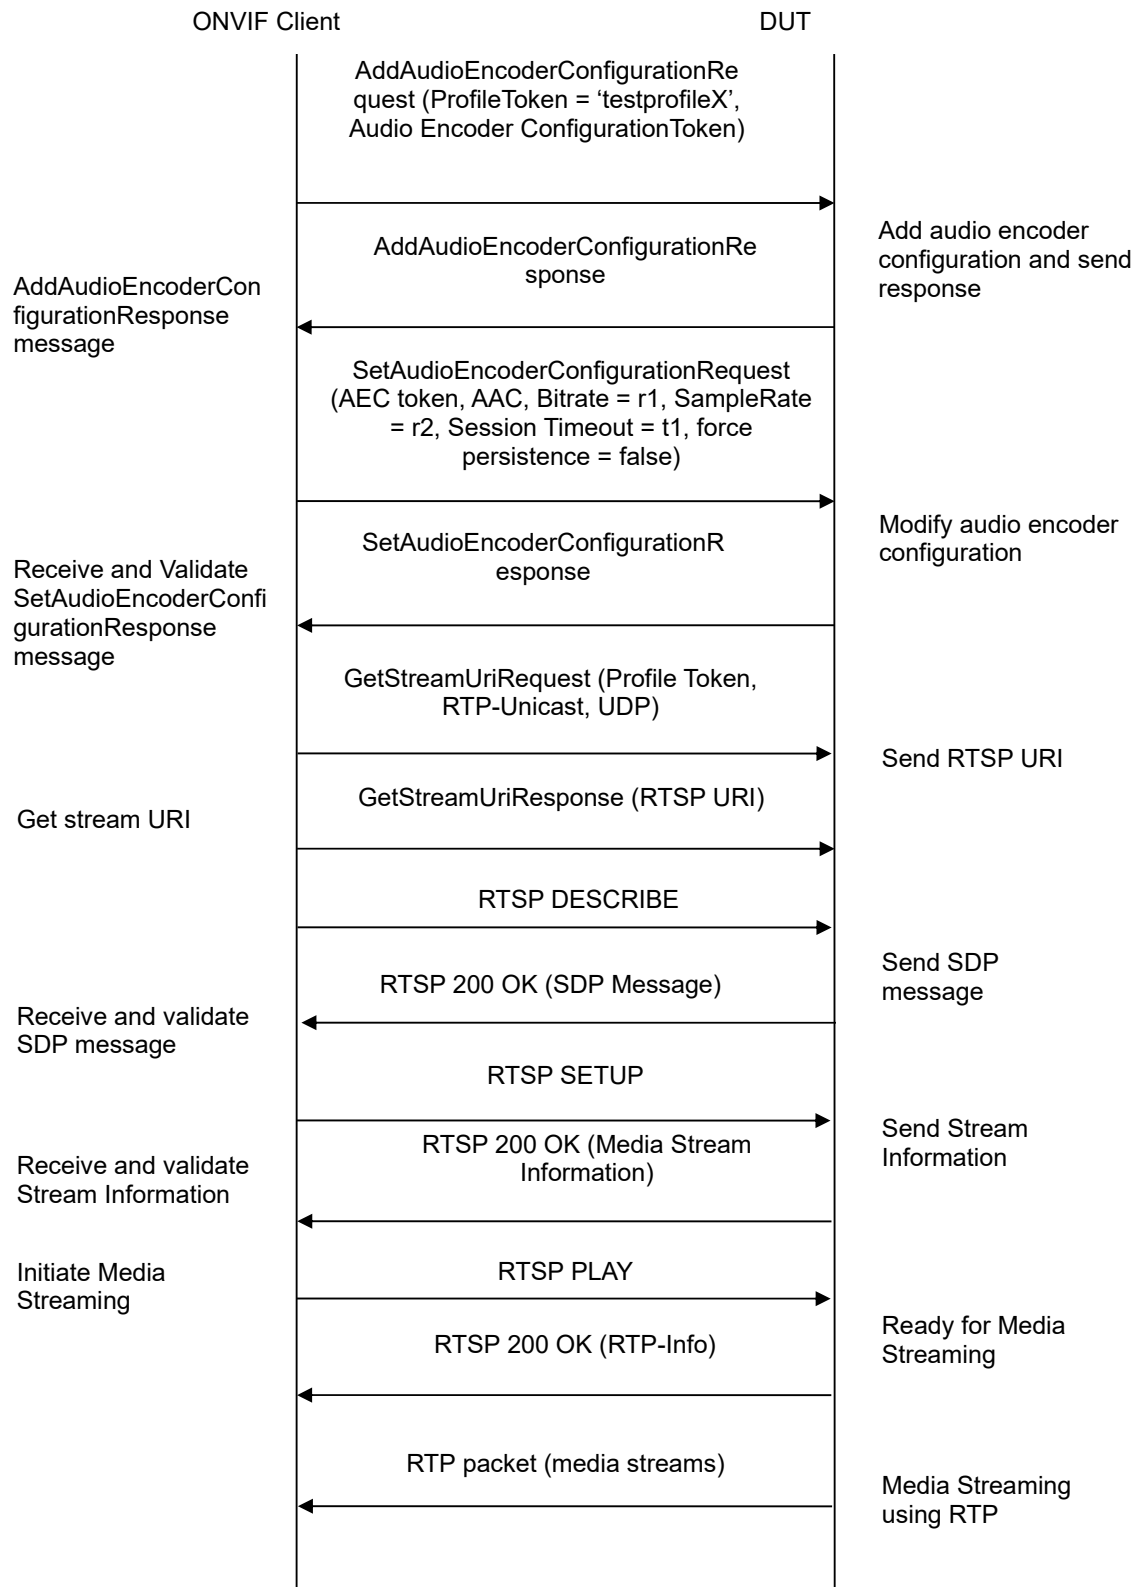 ONVIF Client
DUT
AddAudioEncoderConfigurationRe
quest (ProfileToken = ‘testprofileX’,
Audio Encoder ConfigurationToken)
Add audio encoder
configuration and send
response
AddAudioEncoderConfigurationRe
sponse
AddAudioEncoderCon
figurationResponse
message
SetAudioEncoderConfigurationRequest
(AEC token, AAC, Bitrate = r1, SampleRate
= r2, Session Timeout = t1, force
persistence = false)
Modify audio encoder
configuration
SetAudioEncoderConfigurationR
esponse
Receive and Validate
SetAudioEncoderConfi
gurationResponse
message
GetStreamUriRequest (Profile Token,
RTP-Unicast, UDP)
Send RTSP URI
GetStreamUriResponse (RTSP URI)
Get stream URI
RTSP DESCRIBE
Send SDP
message
RTSP 200 OK (SDP Message)
Receive and validate
SDP message
RTSP SETUP
Send Stream
Information
RTSP 200 OK (Media Stream
Information)
Receive and validate
Stream Information
Initiate Media
Streaming
RTSP PLAY
Ready for Media
Streaming
RTSP 200 OK (RTP-Info)
RTP packet (media streams)
Media Streaming
using RTP